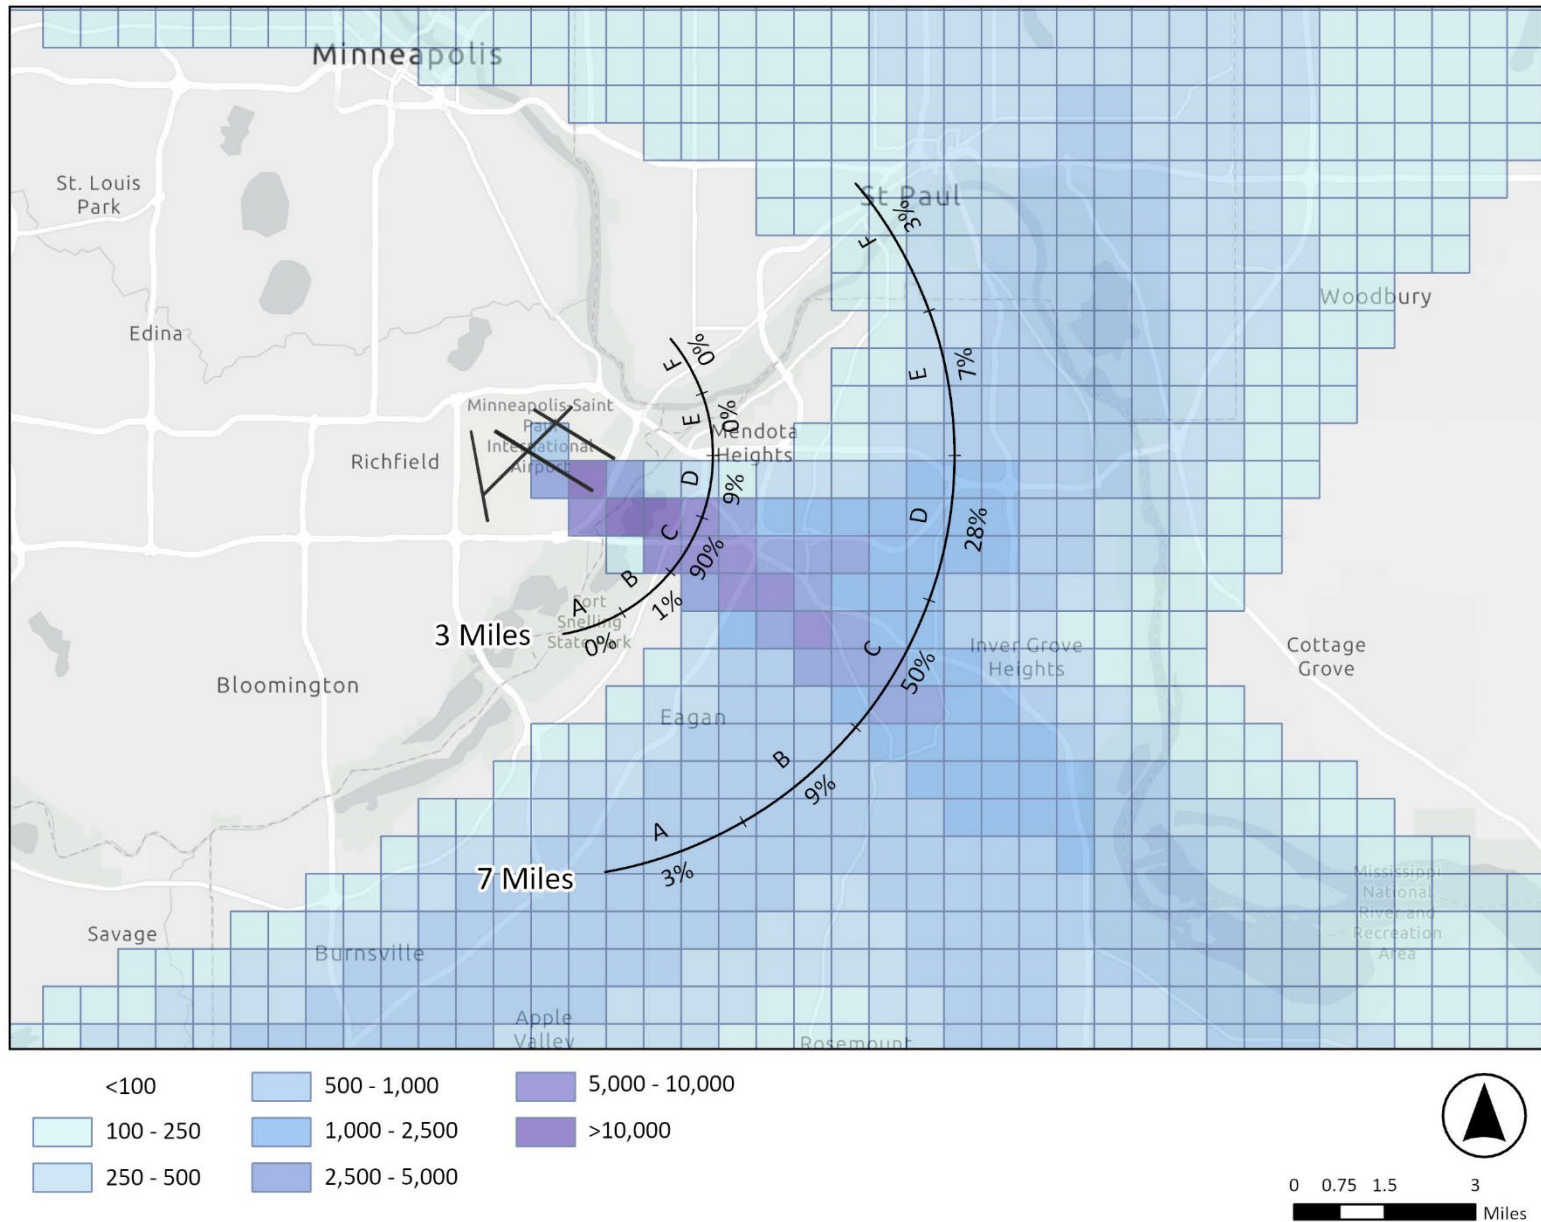 Minneapolis
St. Louis
Park
St Paul
3%
F
Woodbury
Edina
F
0%
E
7%
Minneapolis-Saint
Paul
International
Airport
E
0%
Mendota
Heights
Richfield
D
9%
D
28%
C
90%
B
1%
A
0%
Fort
Snelling
State Park
3 Miles
C
50%
Inver Grove
Heights
Cottage
Grove
Bloomington
Eagan
B
9%
A
3%
7 Miles
Mississippi
National
River and
Recreation
Area
Savage
Burnsville
Apple
Valley
Rosemount
<100
100 - 250
250 - 500
500 - 1,000
1,000 - 2,500
2,500 - 5,000
5,000 - 10,000
>10,000
0 0.75 1.5 3
Miles